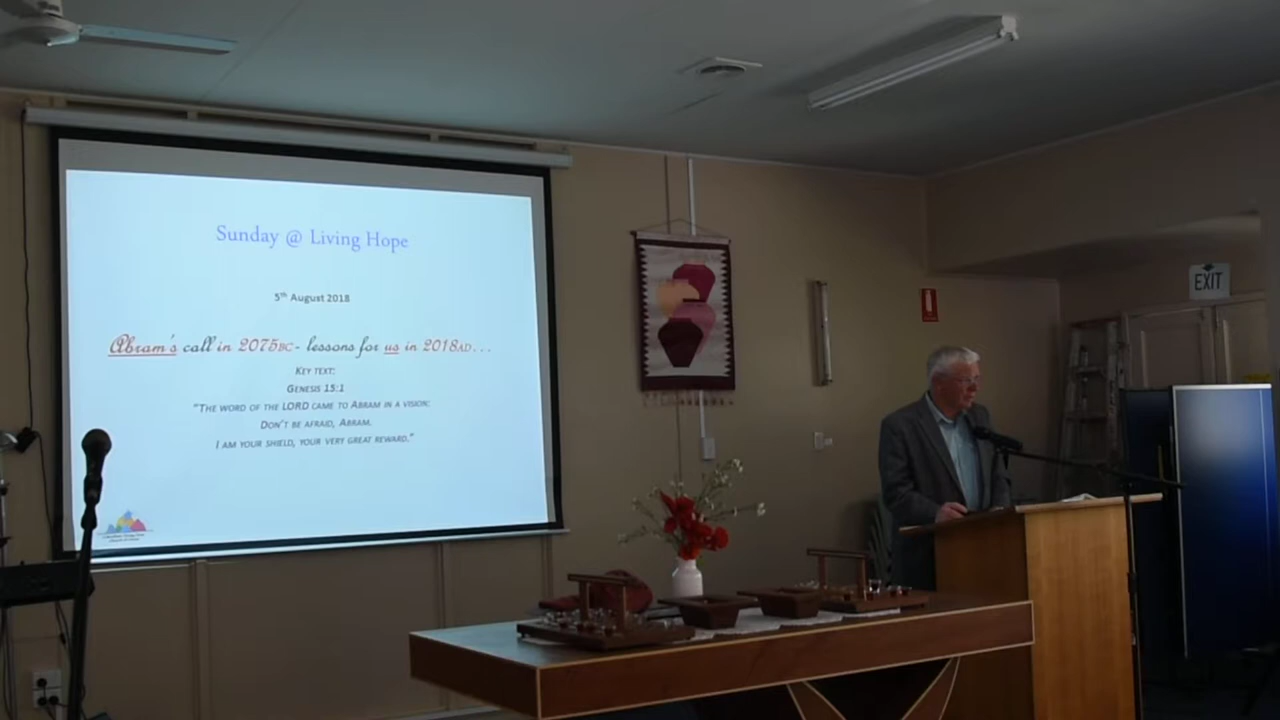 Sunday @ Living Hope
5th August 2018
Abram's call in 2075BC - lessons for us in 2018AD...
KEY TEXT:
GENESIS 15:1
"THE WORD OF THE LORD CAME TO ABRAM IN A VISION:
DON'T BE AFRAID, ABRAM.
I AM YOUR SHIELD, YOUR VERY GREAT REWARD."
EXIT